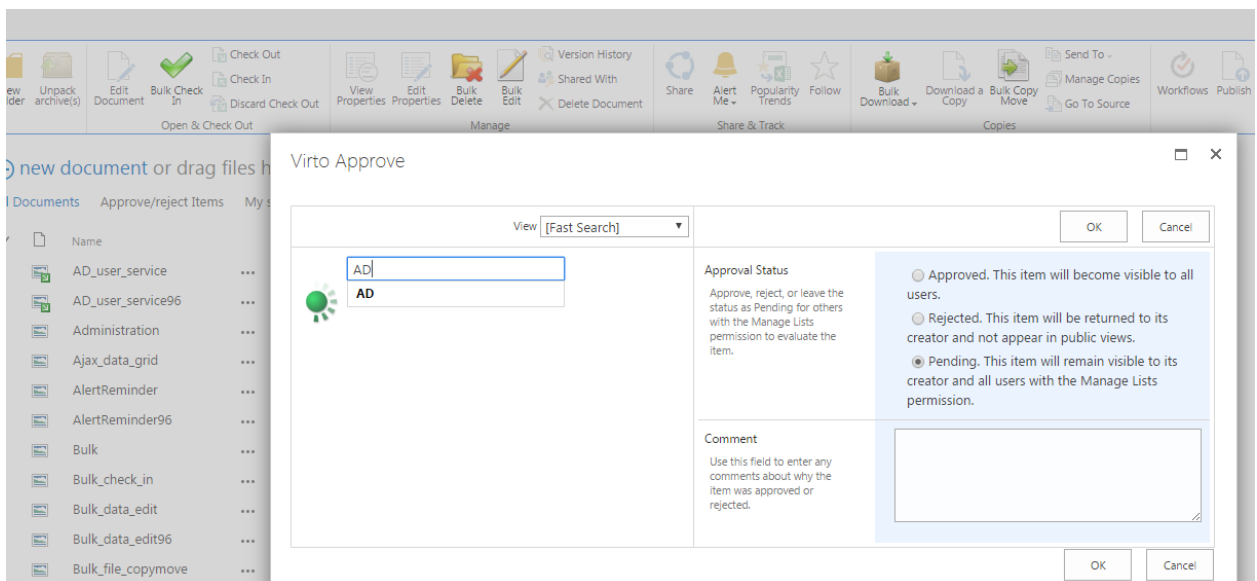 Check Out
Version History
Send To
Check In
Shared With
Manage Copies
Unpack archive(s)
Edit Document
Bulk Check In
Discard Check Out
View Properties
Edit Properties
Bulk Delete
Bulk Edit
Delete Document
Share
Alert Me
Popularity Trends
Follow
Bulk Download
Download a Copy
Bulk Copy Move
Go To Source
Workflows
Publish
Open & Check Out
Manage
Share & Track
Copies
new document or drag files
Documents
Approve/reject Items
My
Name
AD_user_service
AD_user_service96
Administration
Ajax_data_grid
AlertReminder
AlertReminder96
Bulk
Bulk_check_in
Bulk_data_edit
Bulk_data_edit96
Bulk_file_copymove
Virto Approve
View [Fast Search]
OK Cancel
AD
AD
Approval Status
Approve, reject, or leave the
status as Pending for others
with the Manage Lists
permission to evaluate the
item.
Approved. This item will become visible to all
users.
Rejected. This item will be returned to its
creator and not appear in public views.
Pending. This item will remain visible to its
creator and all users with the Manage Lists
permission.
Comment
Use this field to enter any
comments about why the
item was approved or
rejected.
OK Cancel